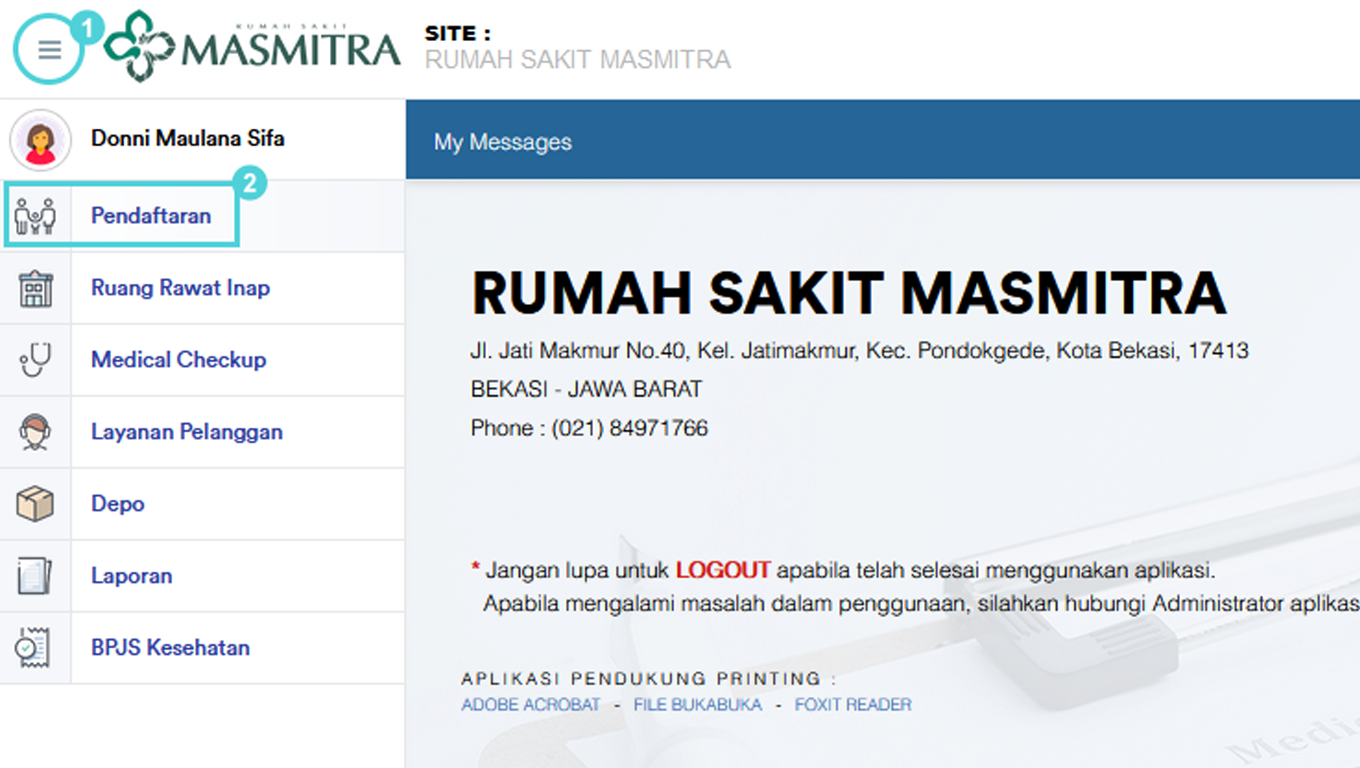 1
RUMAH SAKIT
MASMITRA
SITE :
RUMAH SAKIT MASMITRA
Donni Maulana Sifa
My Messages
2
Pendaftaran
Ruang Rawat Inap
Medical Checkup
Layanan Pelanggan
Depo
Laporan
BPJS Kesehatan
RUMAH SAKIT MASMITRA
Jl. Jati Makmur No.40, Kel. Jatimakmur, Kec. Pondokgede, Kota Bekasi, 17413
BEKASI - JAWA BARAT
Phone : (021) 84971766
* Jangan lupa untuk LOGOUT apabila telah selesai menggunakan aplikasi.
Apabila mengalami masalah dalam penggunaan, silahkan hubungi Administrator aplikas
APLIKASI PENDUKUNG PRINTING :
ADOBE ACROBAT - FILE BUKABUKA - FOXIT READER